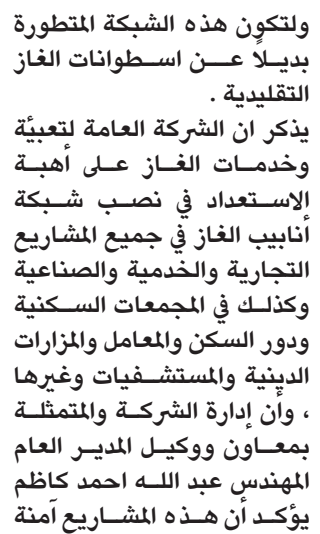 ولتكون هذه الشبكة المتطورة
بديلاً عن اسطوانات الغاز
التقليدية .
يذكر ان الشركة العامة لتعبئة
وخدمات الغاز على أهبة
الاستعداد في نصب شبكة
أنابيب الغاز في جميع المشاريع
التجارية والخدمية والصناعية
وكذلك في المجمعات السكنية
ودور السكن والمعامل والمزارات
الدينية والمستشفيات وغيرها
، وأن إدارة الشركة والمتمثلة
بمعاون ووكيل المدير العام
المهندس عبد الله احمد كاظم
يؤكد أن هذه المشاريع آمنة